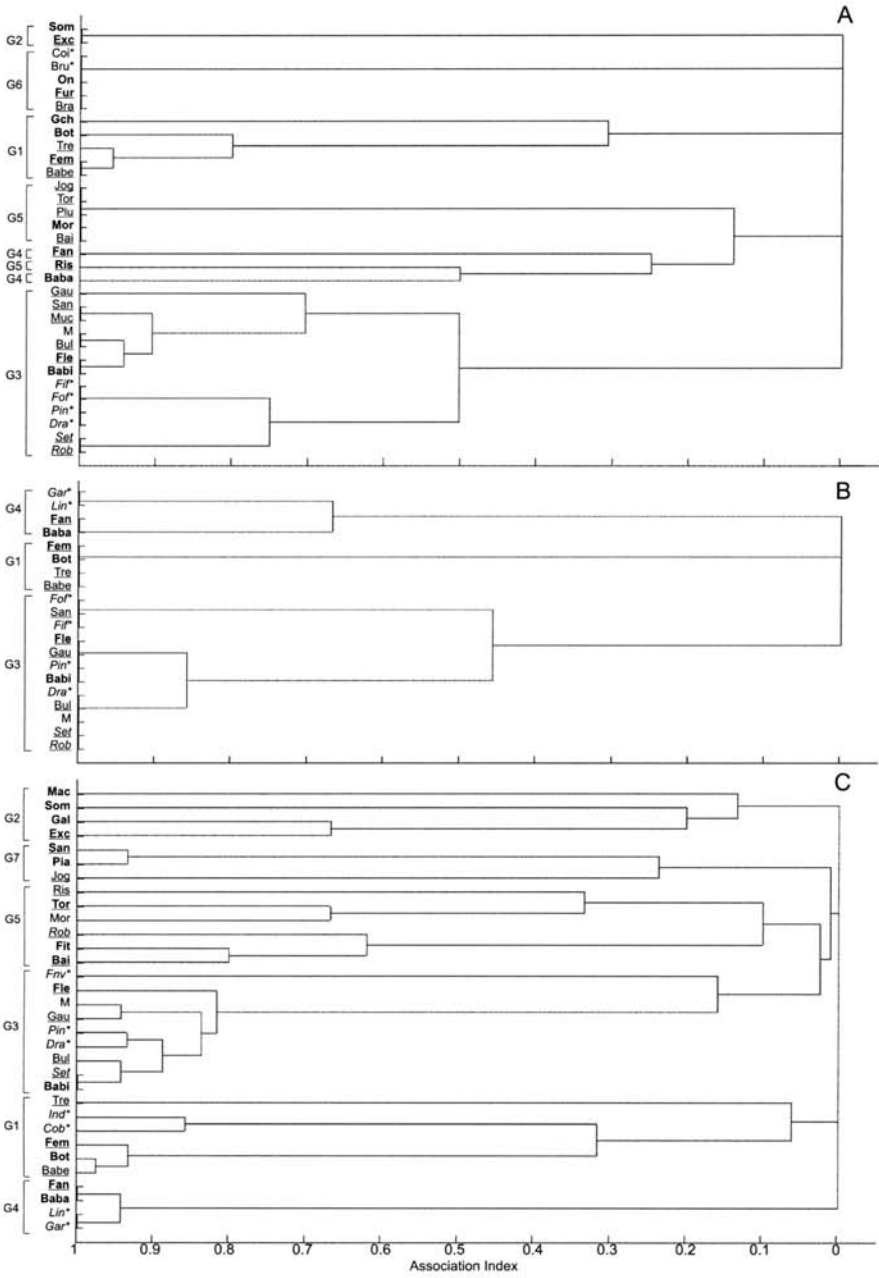 A
G2
Som
Exc
G6
Coi*
Bru*
On
Fur
Bra
G1
Gch
Bot
Tre
Fem
Babe
G5
Jog
Tor
Plu
Mor
Bai
G4
Fan
G5
Ris
G4
Baba
G3
Gau
San
Muc
M
Bul
Fle
Babi
Fif*
Fof*
Pin*
Dra*
Set
Rob
B
G4
Gar*
Lin*
Fan
Baba
G1
Fem
Bot
Tre
Babe
G3
Fof*
San
Fif*
Fle
Gau
Pin*
Babi
Dra*
Bul
M
Set
Rob
C
G2
Mac
Som
Gal
Exc
G7
San
Pia
Jog
G5
Ris
Tor
Mor
Rob
Fit
Bai
G3
Fnv*
Fle
M
Gau
Pin*
Dra*
Bul
Set
Babi
G1
Tre
Ind*
Cob*
Fem
Bot
Babe
G4
Fan
Baba
Lin*
Gar*
1 0.9 0.8 0.7 0.6 0.5 0.4 0.3 0.2 0.1 0
Association Index